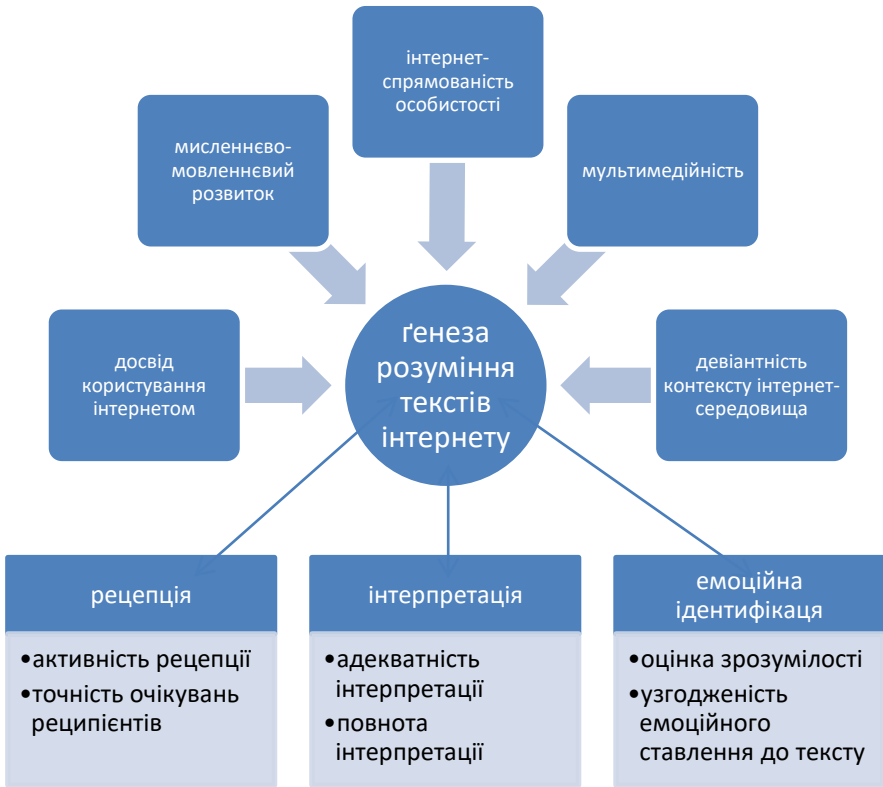 інтернет-
спрямованість
особистості
мисленнєво-
мовленнєвий
розвиток
мультимедійність
досвід
користування
інтернетом
ґенеза
розуміння
текстів
інтернету
девіантність
контексту інтернет-
середовища
рецепція
•активність рецепції
•точність очікувань
реципієнтів
інтерпретація
•адекватність
інтерпретації
•повнота
інтерпретації
емоційна
ідентифікаця
•оцінка зрозумілості
•узгодженість
емоційного
ставлення до тексту